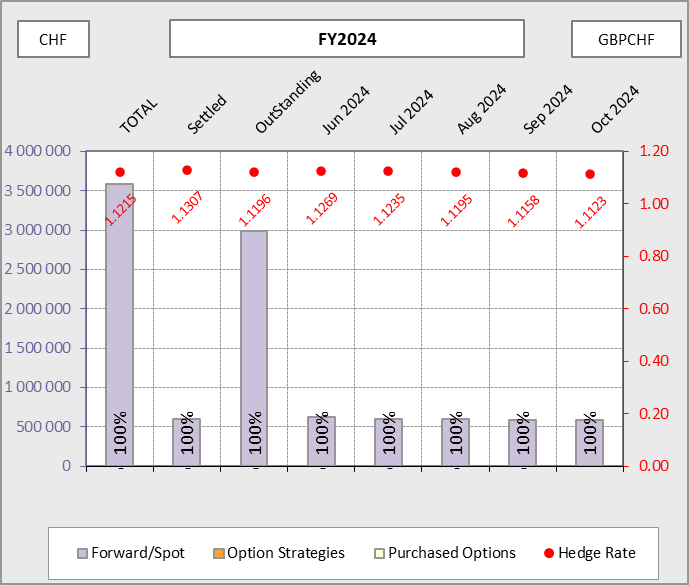 CHF FY2024 GBPCHF
TOTAL Settled OutStanding Jun 2024 Jul 2024 Aug 2024 Sep 2024 Oct 2024
4 000 000 1.20
3 500 000 1.00
3 000 000 0.80
2 500 000 0.60
2 000 000 0.40
1 500 000 0.20
1 000 000 0.00
500 000
0
1.1215 1.1307 1.1196 1.1269 1.1235 1.1195 1.1158 1.1123
100% 100% 100% 100% 100% 100% 100% 100%
- - - - - - - -
Forward/Spot Option Strategies Purchased Options Hedge Rate